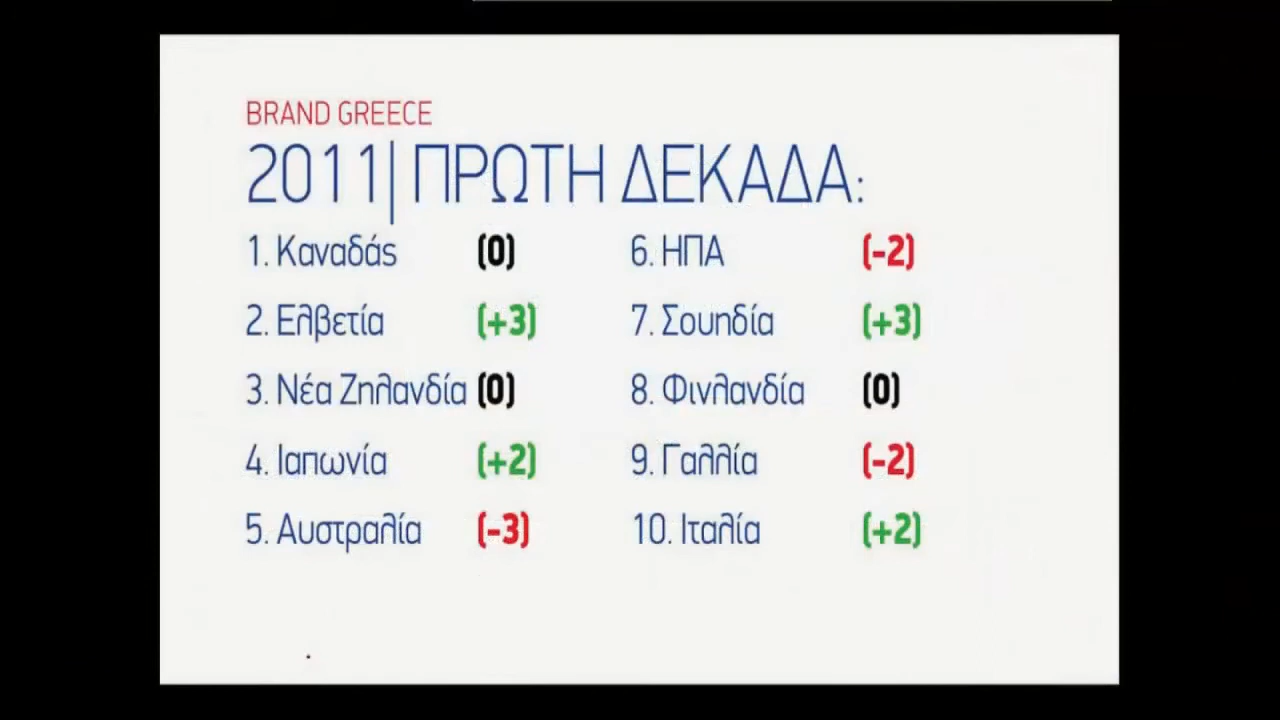 BRAND GREECE
2011| ΠΡΩΤΗ ΔΕΚΑΔΑ:
1. Καναδάς (0)
2. Ελβετία (+3)
3. Νέα Ζηλανδία (0)
4. Ιαπωνία (+2)
5. Αυστραλία (-3)
6. ΗΠΑ (-2)
7. Σουηδία (+3)
8. Φινλανδία (0)
9. Γαλλία (-2)
10. Ιταλία (+2)